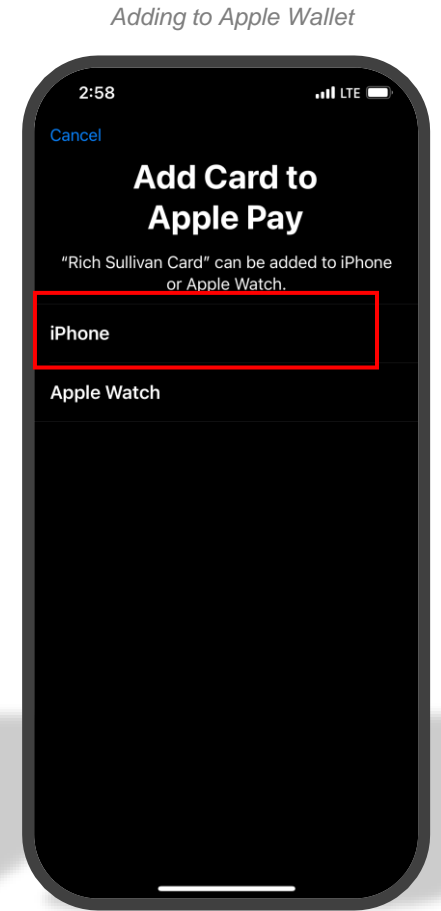 Adding to Apple Wallet
2:58 LTE
Cancel
Add Card to
Apple Pay
“Rich Sullivan Card” can be added to iPhone
or Apple Watch.
iPhone
Apple Watch